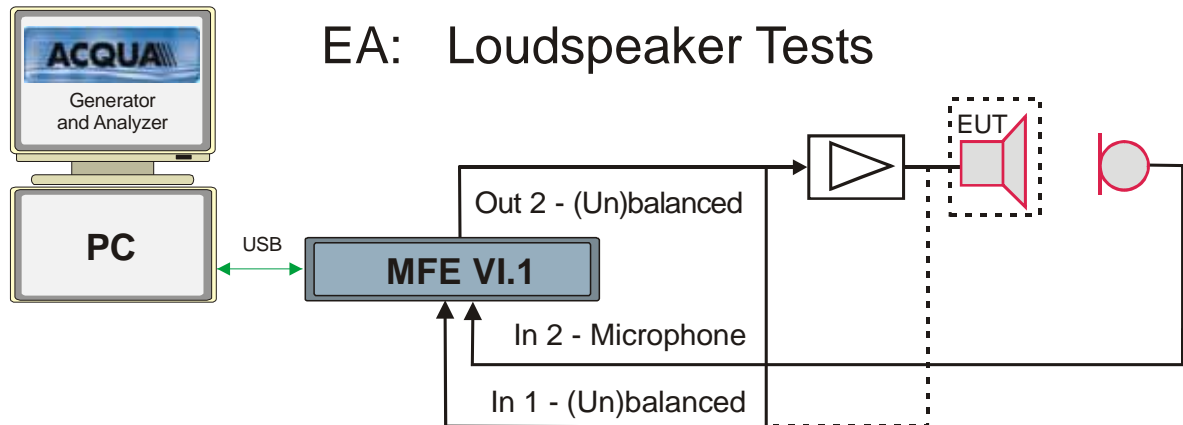 EA: Loudspeaker Tests
ACQUA
Generator
and Analyzer
EUT
Out 2 - (Un)balanced
PC
USB
MFE VI.1
In 2 - Microphone
In 1 - (Un)balanced